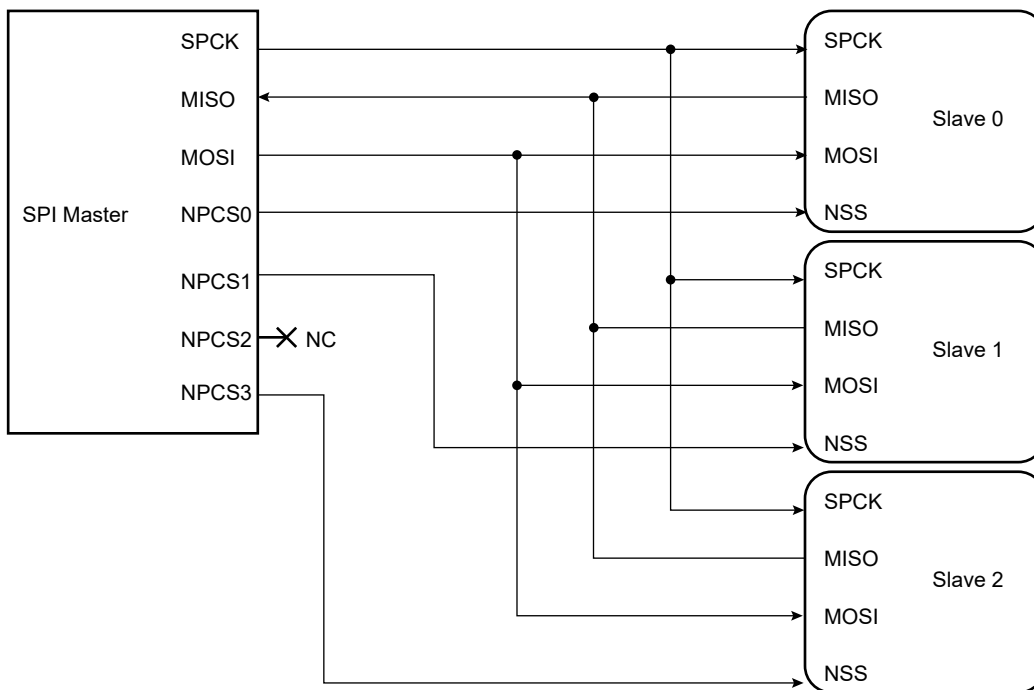 SPI Master
SPCK
MISO
MOSI
NPCS0
NPCS1
NPCS2
NC
NPCS3
SPCK
MISO
Slave 0
MOSI
NSS
SPCK
MISO
Slave 1
MOSI
NSS
SPCK
MISO
Slave 2
MOSI
NSS